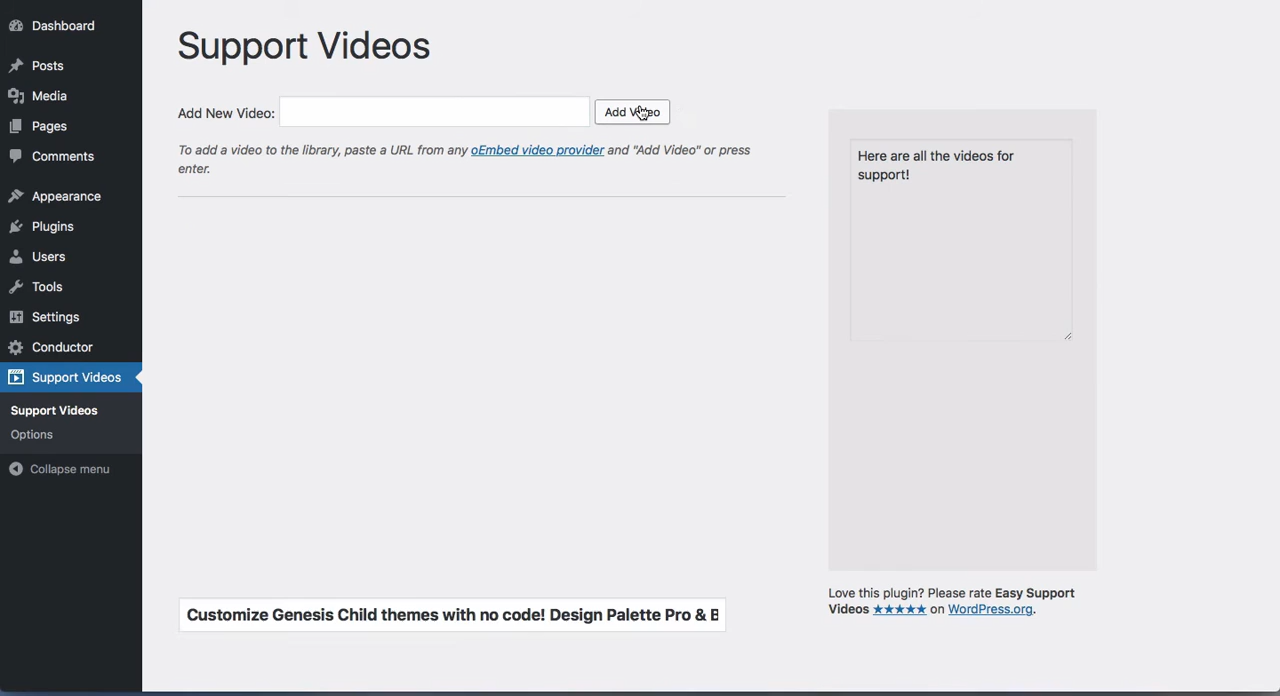 Dashboard
Posts
Media
Pages
Comments
Appearance
Plugins
Users
Tools
Settings
Conductor
Support Videos
Support Videos
Options
Collapse menu
Support Videos
Add New Video:
Add Video
To add a video to the library, paste a URL from any oEmbed video provider and "Add Video" or press
enter.
Customize Genesis Child themes with no code! Design Palette Pro &
Here are all the videos for
support!
Love this plugin? Please rate Easy Support
Videos ★★★★★ on WordPress.org.